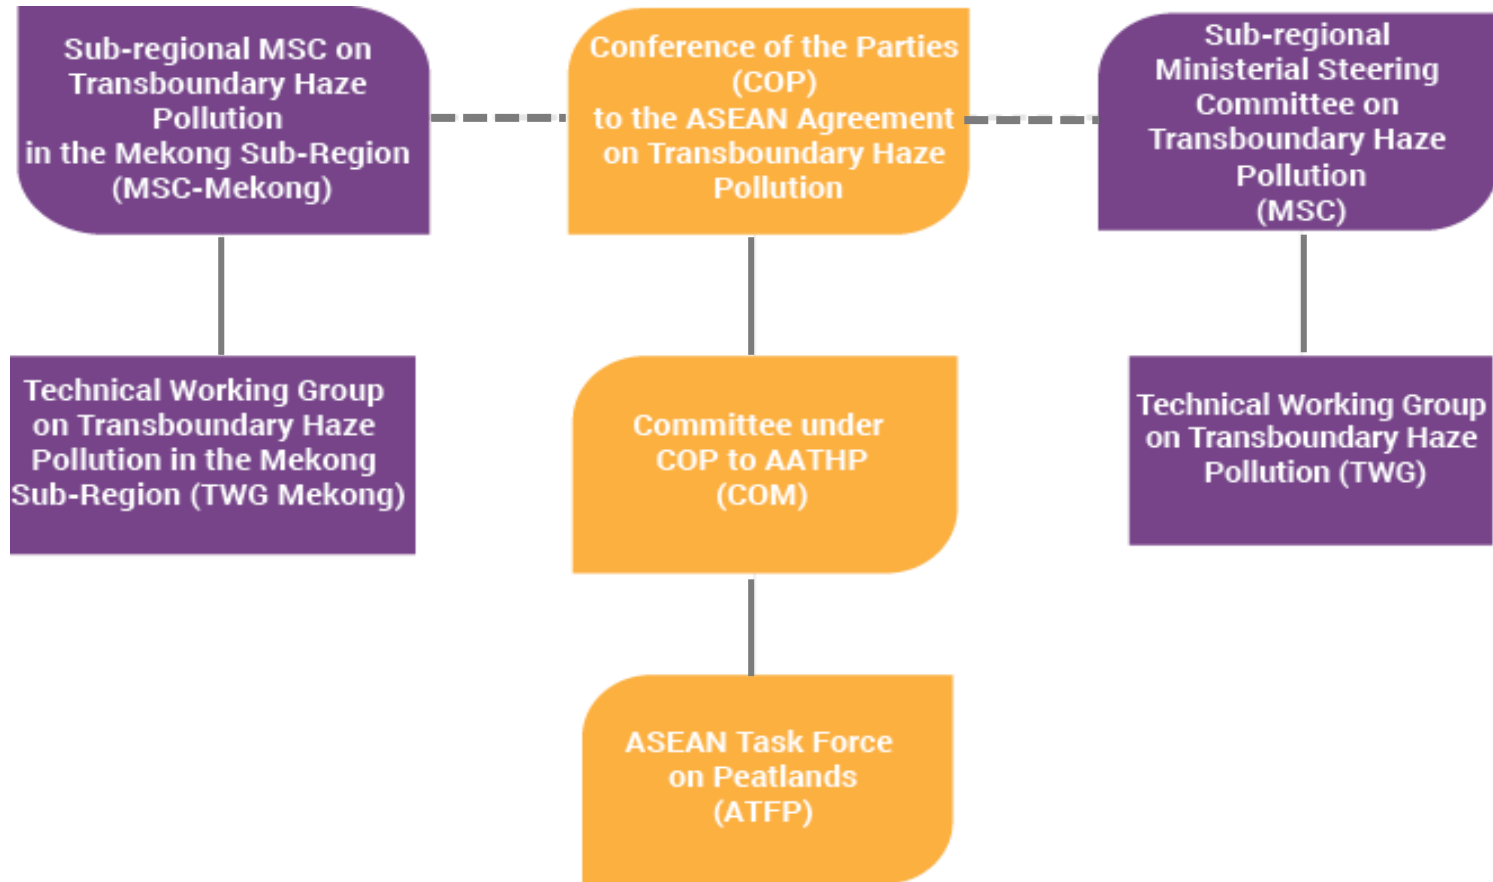 Sub-regional MSC on
Transboundary Haze
Pollution
in the Mekong Sub-Region
(MSC-Mekong)
Conference of the Parties
(COP)
to the ASEAN Agreement
on Transboundary Haze
Pollution
Sub-regional
Ministerial Steering
Committee on
Transboundary Haze
Pollution
(MSC)
Technical Working Group
on Transboundary Haze
Pollution in the Mekong
Sub-Region (TWG Mekong)
Committee under
COP to AATHP
(COM)
Technical Working Group
on Transboundary Haze
Pollution (TWG)
ASEAN Task Force
on Peatlands
(ATFP)